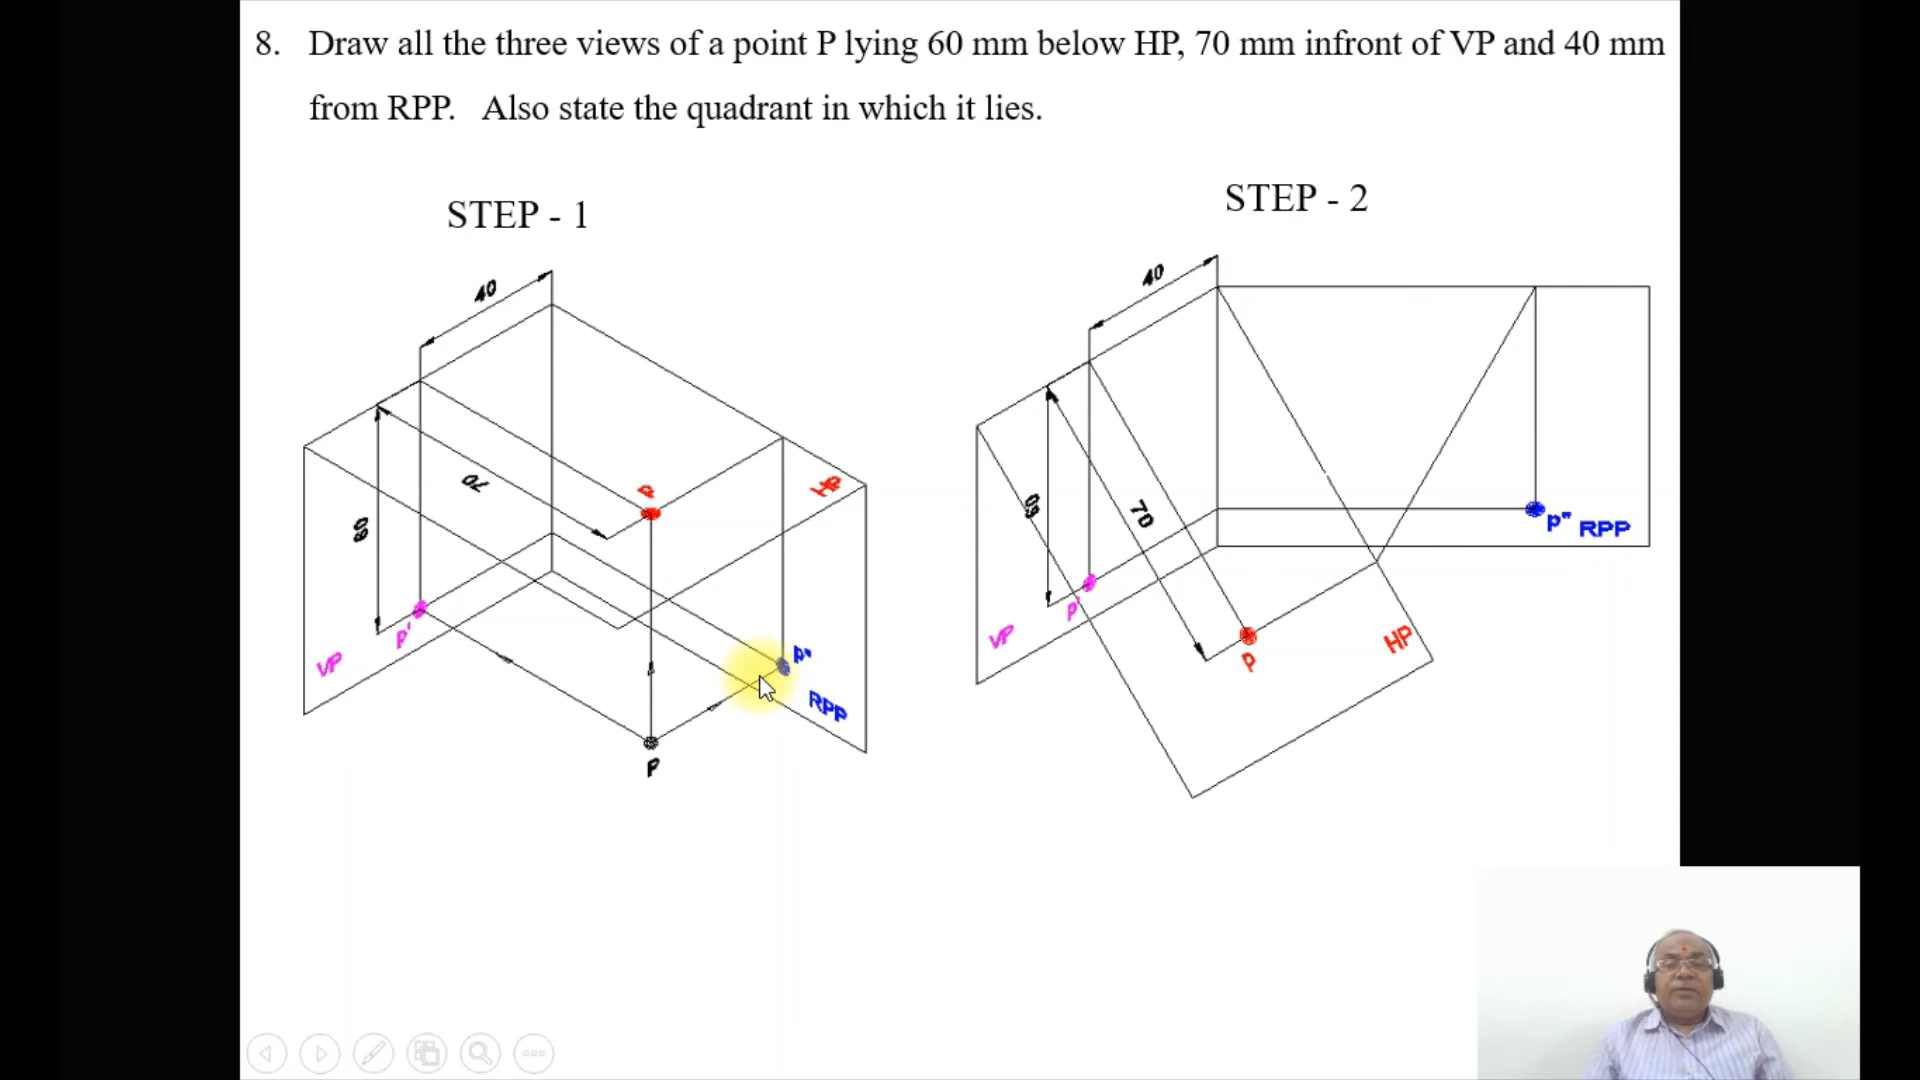 8. Draw all the three views of a point P lying 60 mm below HP, 70 mm infront of VP and 40 mm
from RPP. Also state the quadrant in which it lies.
STEP - 1
STEP - 2
40
70
60
P
HP
p'
VP
p"
RPP
P
40
60
70
p'
VP
P
HP
p"
RPP